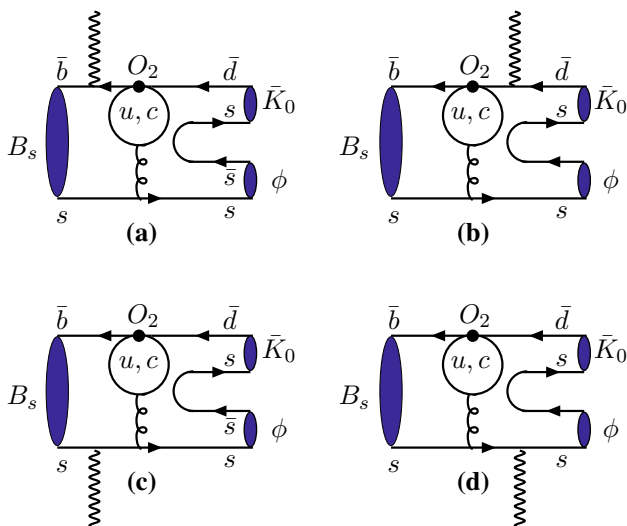 b̄ O₂ d̄
u, c s K̄₀
B_s s̄ ϕ
s s
(a)
b̄ O₂ d̄
u, c s K̄₀
B_s s̄ ϕ
s s
(b)
b̄ O₂ d̄
u, c s K̄₀
B_s s̄ ϕ
s s
(c)
b̄ O₂ d̄
u, c s K̄₀
B_s s̄ ϕ
s s
(d)